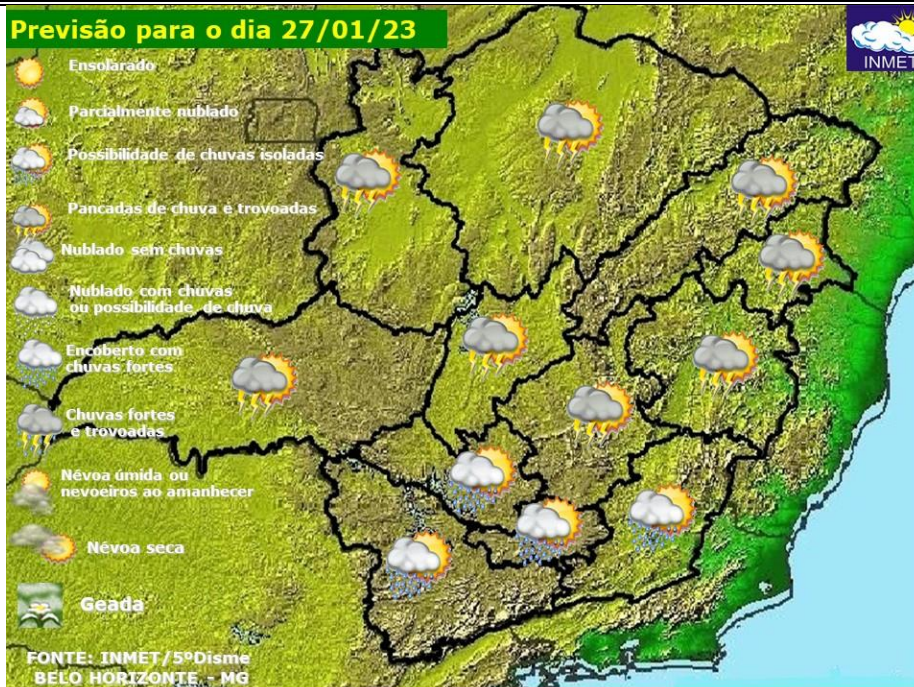 Previsão para o dia 27/01/23
INMET
Ensolarado
Parcialmente nublado
Possibilidade de chuvas isoladas
Pancadas de chuva e trovoadas
Nublado sem chuvas
Nublado com chuvas
ou possibilidade de chuva
Encoberto com
chuvas fortes
Chuvas fortes
e trovoadas
Névoa úmida ou
nevoeiros ao amanhecer
Névoa seca
Geada
FONTE: INMET/5ºDisme
BELO HORIZONTE - MG